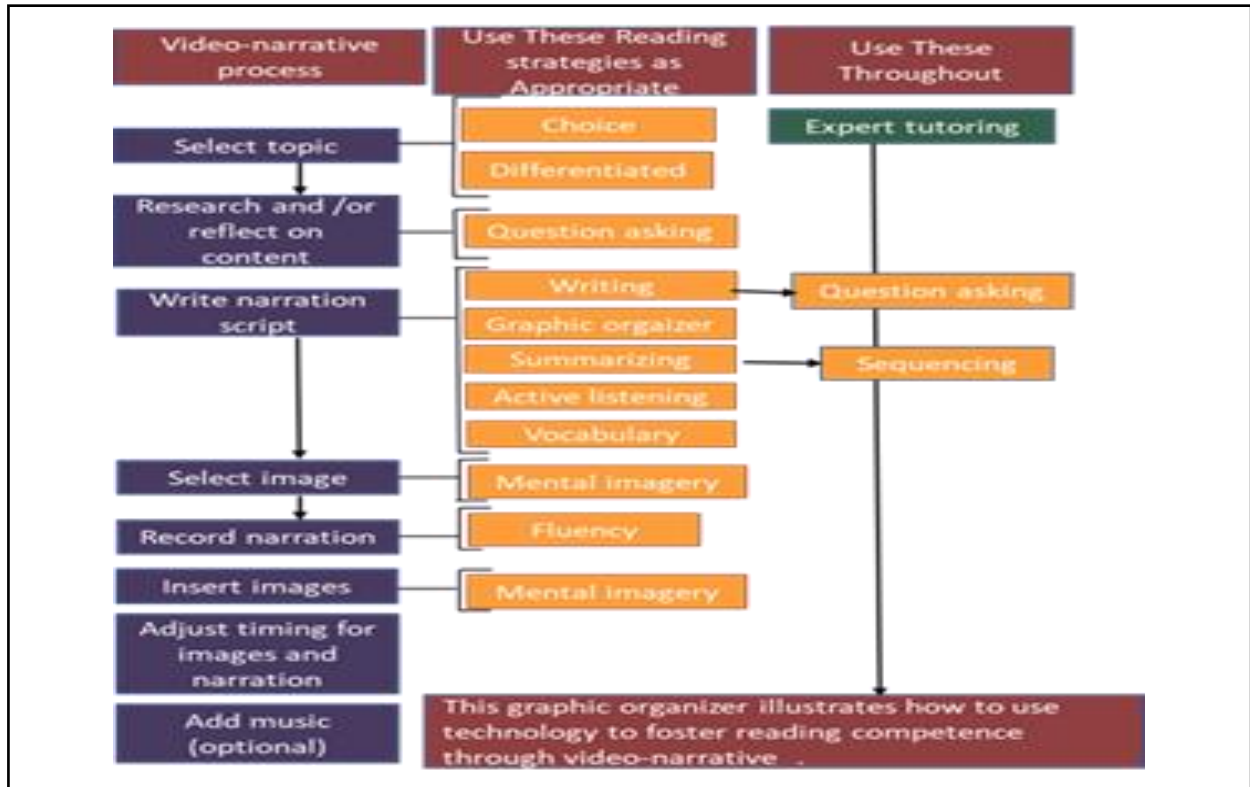 Video-narrative
process
Use These Reading
strategies as
Appropriate
Use These
Throughout
Select topic
Choice
Differentiated
Expert tutoring
Research and /or
reflect on
content
Question asking
Write narration
script
Writing
Graphic orgaizer
Summarizing
Active listening
Vocabulary
Question asking
Sequencing
Select image
Mental imagery
Record narration
Fluency
Insert images
Mental imagery
Adjust timing for
images and
narration
Add music
(optional)
This graphic organizer illustrates how to use
technology to foster reading competence
through video-narrative .